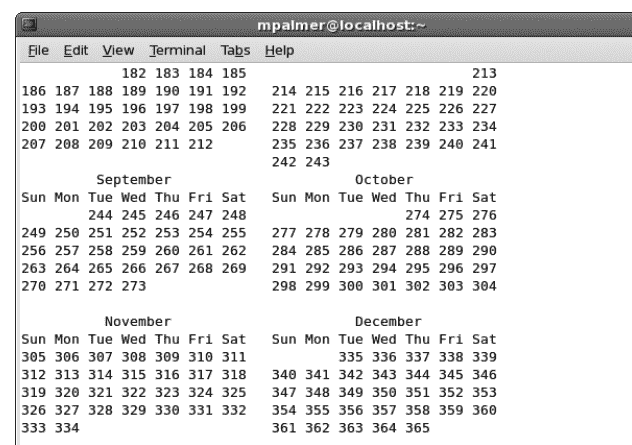 mpalmer@localhost:~
File Edit View Terminal Tabs Help
            182 183 184 185                           213
186 187 188 189 190 191 192   214 215 216 217 218 219 220
193 194 195 196 197 198 199   221 222 223 224 225 226 227
200 201 202 203 204 205 206   228 229 230 231 232 233 234
207 208 209 210 211 212       235 236 237 238 239 240 241
                              242 243
         September                      October
Sun Mon Tue Wed Thu Fri Sat   Sun Mon Tue Wed Thu Fri Sat
        244 245 246 247 248                   274 275 276
249 250 251 252 253 254 255   277 278 279 280 281 282 283
256 257 258 259 260 261 262   284 285 286 287 288 289 290
263 264 265 266 267 268 269   291 292 293 294 295 296 297
270 271 272 273               298 299 300 301 302 303 304
          November                      December
Sun Mon Tue Wed Thu Fri Sat   Sun Mon Tue Wed Thu Fri Sat
305 306 307 308 309 310 311           335 336 337 338 339
312 313 314 315 316 317 318   340 341 342 343 344 345 346
319 320 321 322 323 324 325   347 348 349 350 351 352 353
326 327 328 329 330 331 332   354 355 356 357 358 359 360
333 334                       361 362 363 364 365